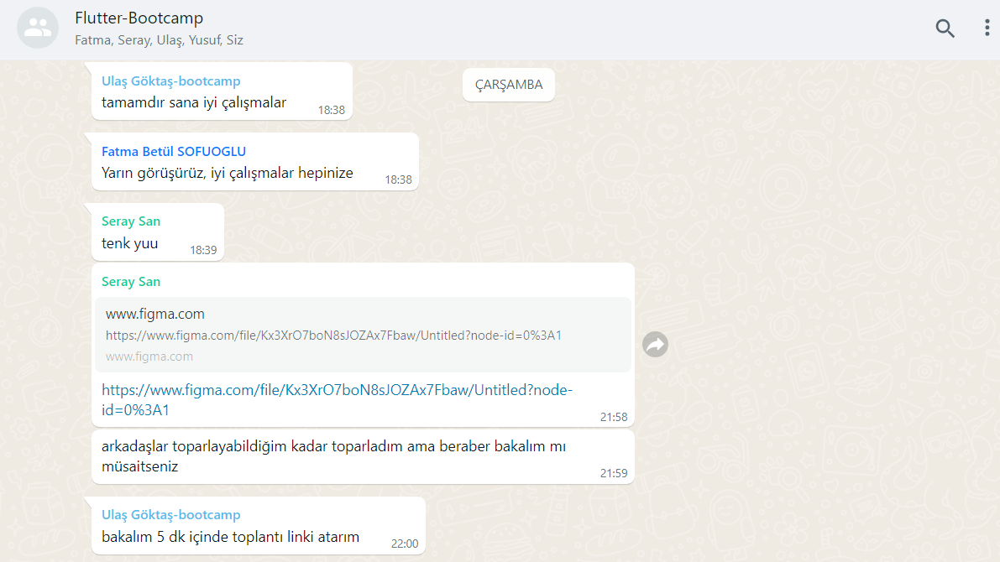 Flutter-Bootcamp
Fatma, Seray, Ulaş, Yusuf, Siz
ÇARŞAMBA
Ulaş Göktaş-bootcamp
tamamdır sana iyi çalışmalar
18:38
Fatma Betül SOFUOGLU
Yarın görüşürüz, iyi çalışmalar hepinize
18:38
Seray San
tenk yuu
18:39
Seray San
www.figma.com
https://www.figma.com/file/Kx3XrO7boN8sJOZAx7Fbaw/Untitled?node-id=0%3A1
www.figma.com
https://www.figma.com/file/Kx3XrO7boN8sJOZAx7Fbaw/Untitled?node-
id=0%3A1
21:58
arkadaşlar toparlayabildiğim kadar toparladım ama beraber bakalım mı
müsaitseniz
21:59
Ulaş Göktaş-bootcamp
bakalım 5 dk içinde toplantı linki atarım
22:00